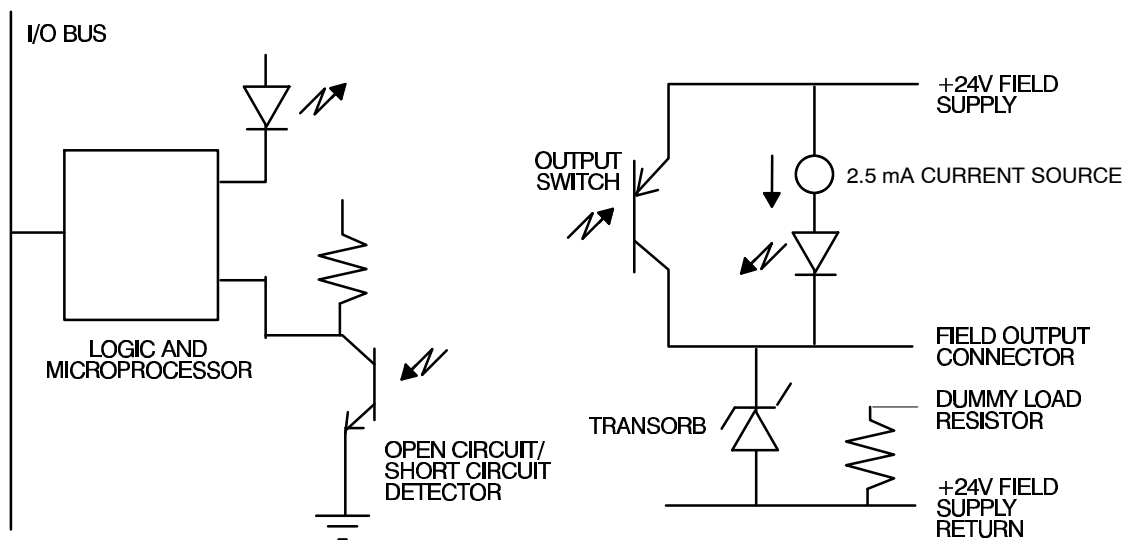 I/O BUS
LOGIC AND
MICROPROCESSOR
OPEN CIRCUIT/
SHORT CIRCUIT
DETECTOR
OUTPUT
SWITCH
+24V FIELD
SUPPLY
2.5 mA CURRENT SOURCE
FIELD OUTPUT
CONNECTOR
TRANSORB
DUMMY LOAD
RESISTOR
+24V FIELD
SUPPLY
RETURN